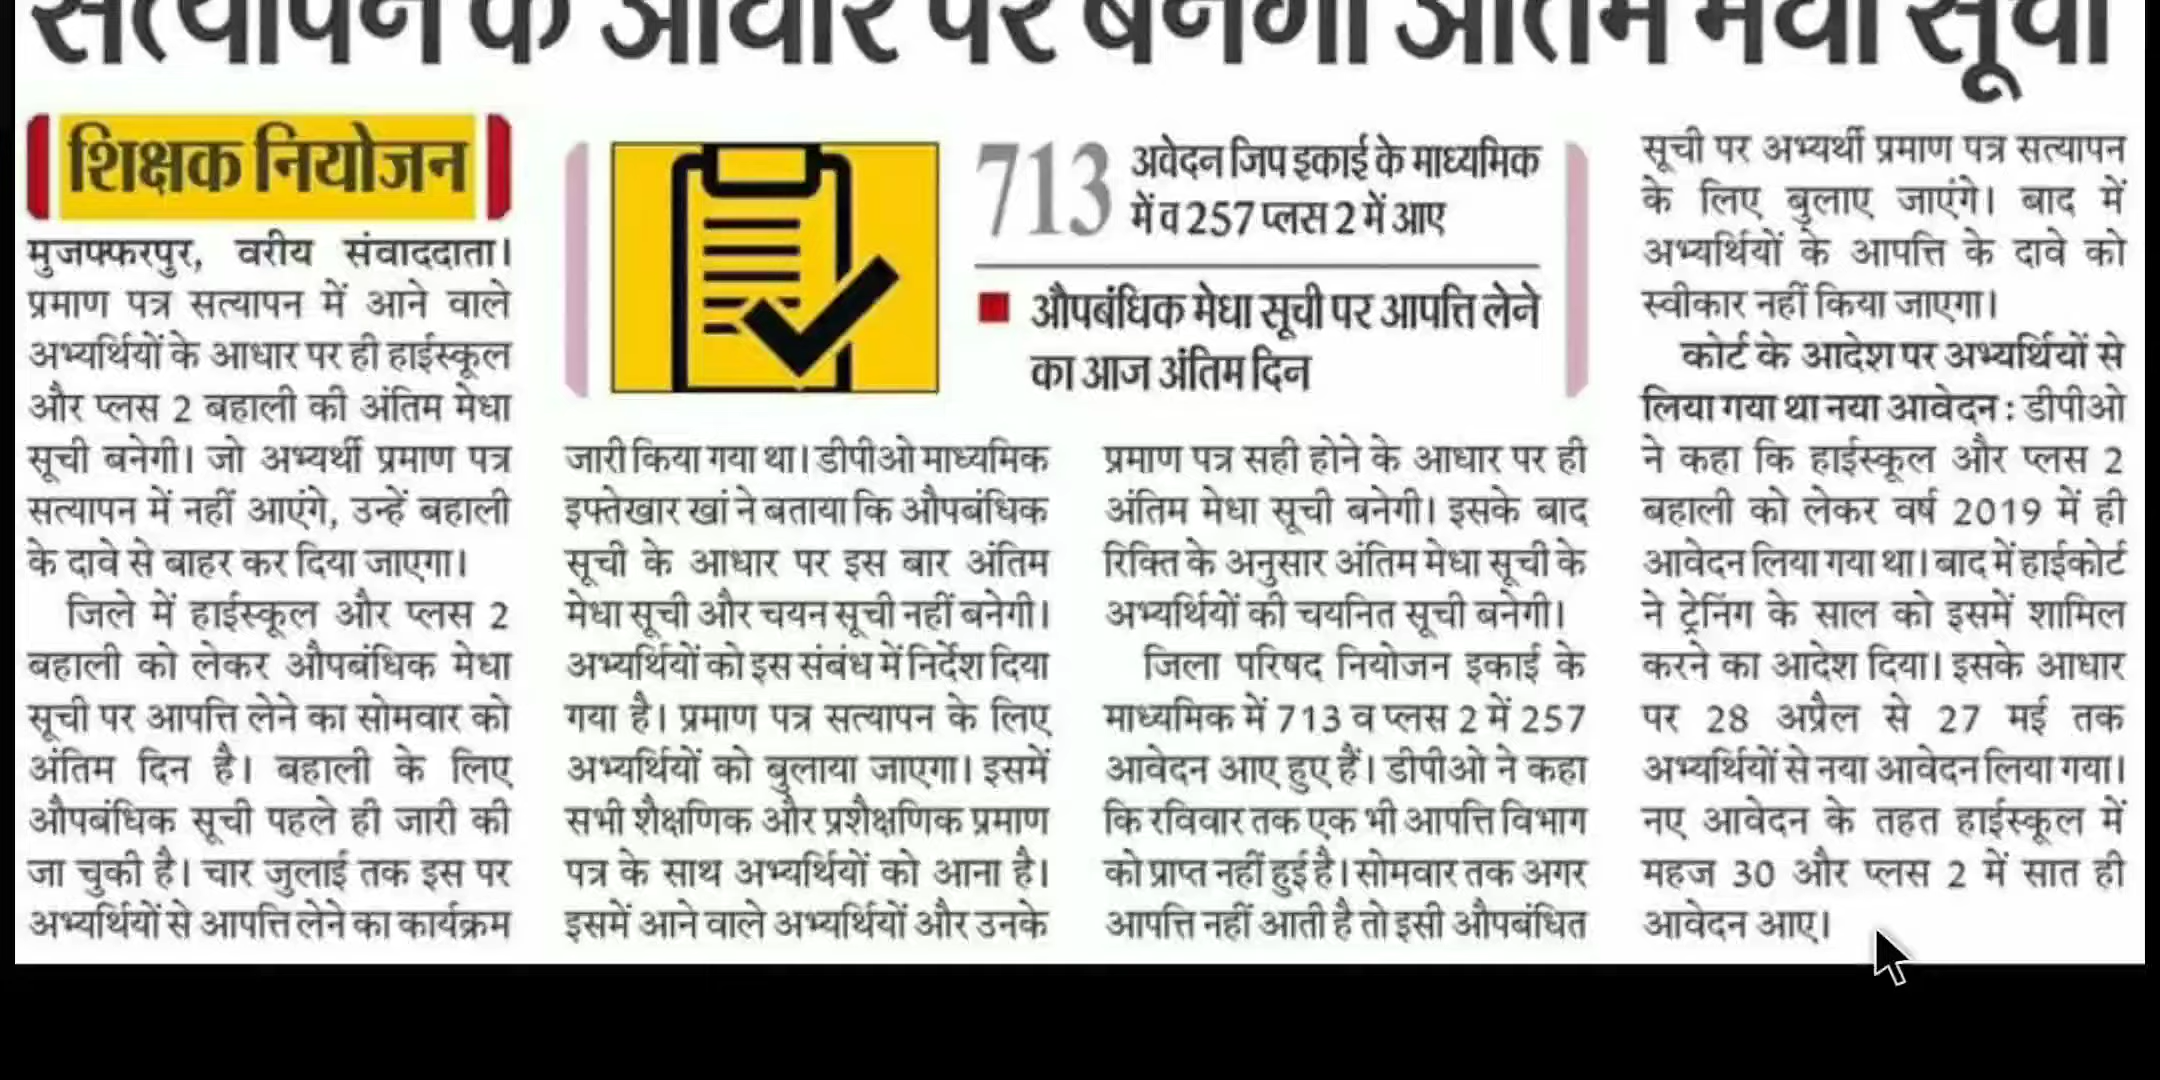 सत्यापन के आधार पर बनेगी अंतिम मेधा सूची
शिक्षक नियोजन
मुजफ्फरपुर, वरीय संवाददाता।
प्रमाण पत्र सत्यापन में आने वाले
अभ्यर्थियों के आधार पर ही हाईस्कूल
और प्लस 2 बहाली की अंतिम मेधा
सूची बनेगी। जो अभ्यर्थी प्रमाण पत्र
सत्यापन में नहीं आएंगे, उन्हें बहाली
के दावे से बाहर कर दिया जाएगा।
जिले में हाईस्कूल और प्लस 2
बहाली को लेकर औपबंधिक मेधा
सूची पर आपत्ति लेने का सोमवार को
अंतिम दिन है। बहाली के लिए
औपबंधिक सूची पहले ही जारी की
जा चुकी है। चार जुलाई तक इस पर
अभ्यर्थियों से आपत्ति लेने का कार्यक्रम
713 अवेदन जिप इकाई के माध्यमिक
में व 257 प्लस 2 में आए
औपबंधिक मेधा सूची पर आपत्ति लेने
का आज अंतिम दिन
जारी किया गया था। डीपीओ माध्यमिक
इफ्तेखार खां ने बताया कि औपबंधिक
सूची के आधार पर इस बार अंतिम
मेधा सूची और चयन सूची नहीं बनेगी।
अभ्यर्थियों को इस संबंध में निर्देश दिया
गया है। प्रमाण पत्र सत्यापन के लिए
अभ्यर्थियों को बुलाया जाएगा। इसमें
सभी शैक्षणिक और प्रशैक्षणिक प्रमाण
पत्र के साथ अभ्यर्थियों को आना है।
इसमें आने वाले अभ्यर्थियों और उनके
प्रमाण पत्र सही होने के आधार पर ही
अंतिम मेधा सूची बनेगी। इसके बाद
रिक्ति के अनुसार अंतिम मेधा सूची के
अभ्यर्थियों की चयनित सूची बनेगी।
जिला परिषद नियोजन इकाई के
माध्यमिक में 713 व प्लस 2 में 257
आवेदन आए हुए हैं। डीपीओ ने कहा
कि रविवार तक एक भी आपत्ति विभाग
को प्राप्त नहीं हुई है। सोमवार तक अगर
आपत्ति नहीं आती है तो इसी औपबंधित
सूची पर अभ्यर्थी प्रमाण पत्र सत्यापन
के लिए बुलाए जाएंगे। बाद में
अभ्यर्थियों के आपत्ति के दावे को
स्वीकार नहीं किया जाएगा।
कोर्ट के आदेश पर अभ्यर्थियों से
लिया गया था नया आवेदन : डीपीओ
ने कहा कि हाईस्कूल और प्लस 2
बहाली को लेकर वर्ष 2019 में ही
आवेदन लिया गया था। बाद में हाईकोर्ट
ने ट्रेनिंग के साल को इसमें शामिल
करने का आदेश दिया। इसके आधार
पर 28 अप्रैल से 27 मई तक
अभ्यर्थियों से नया आवेदन लिया गया।
नए आवेदन के तहत हाईस्कूल में
महज 30 और प्लस 2 में सात ही
आवेदन आए।